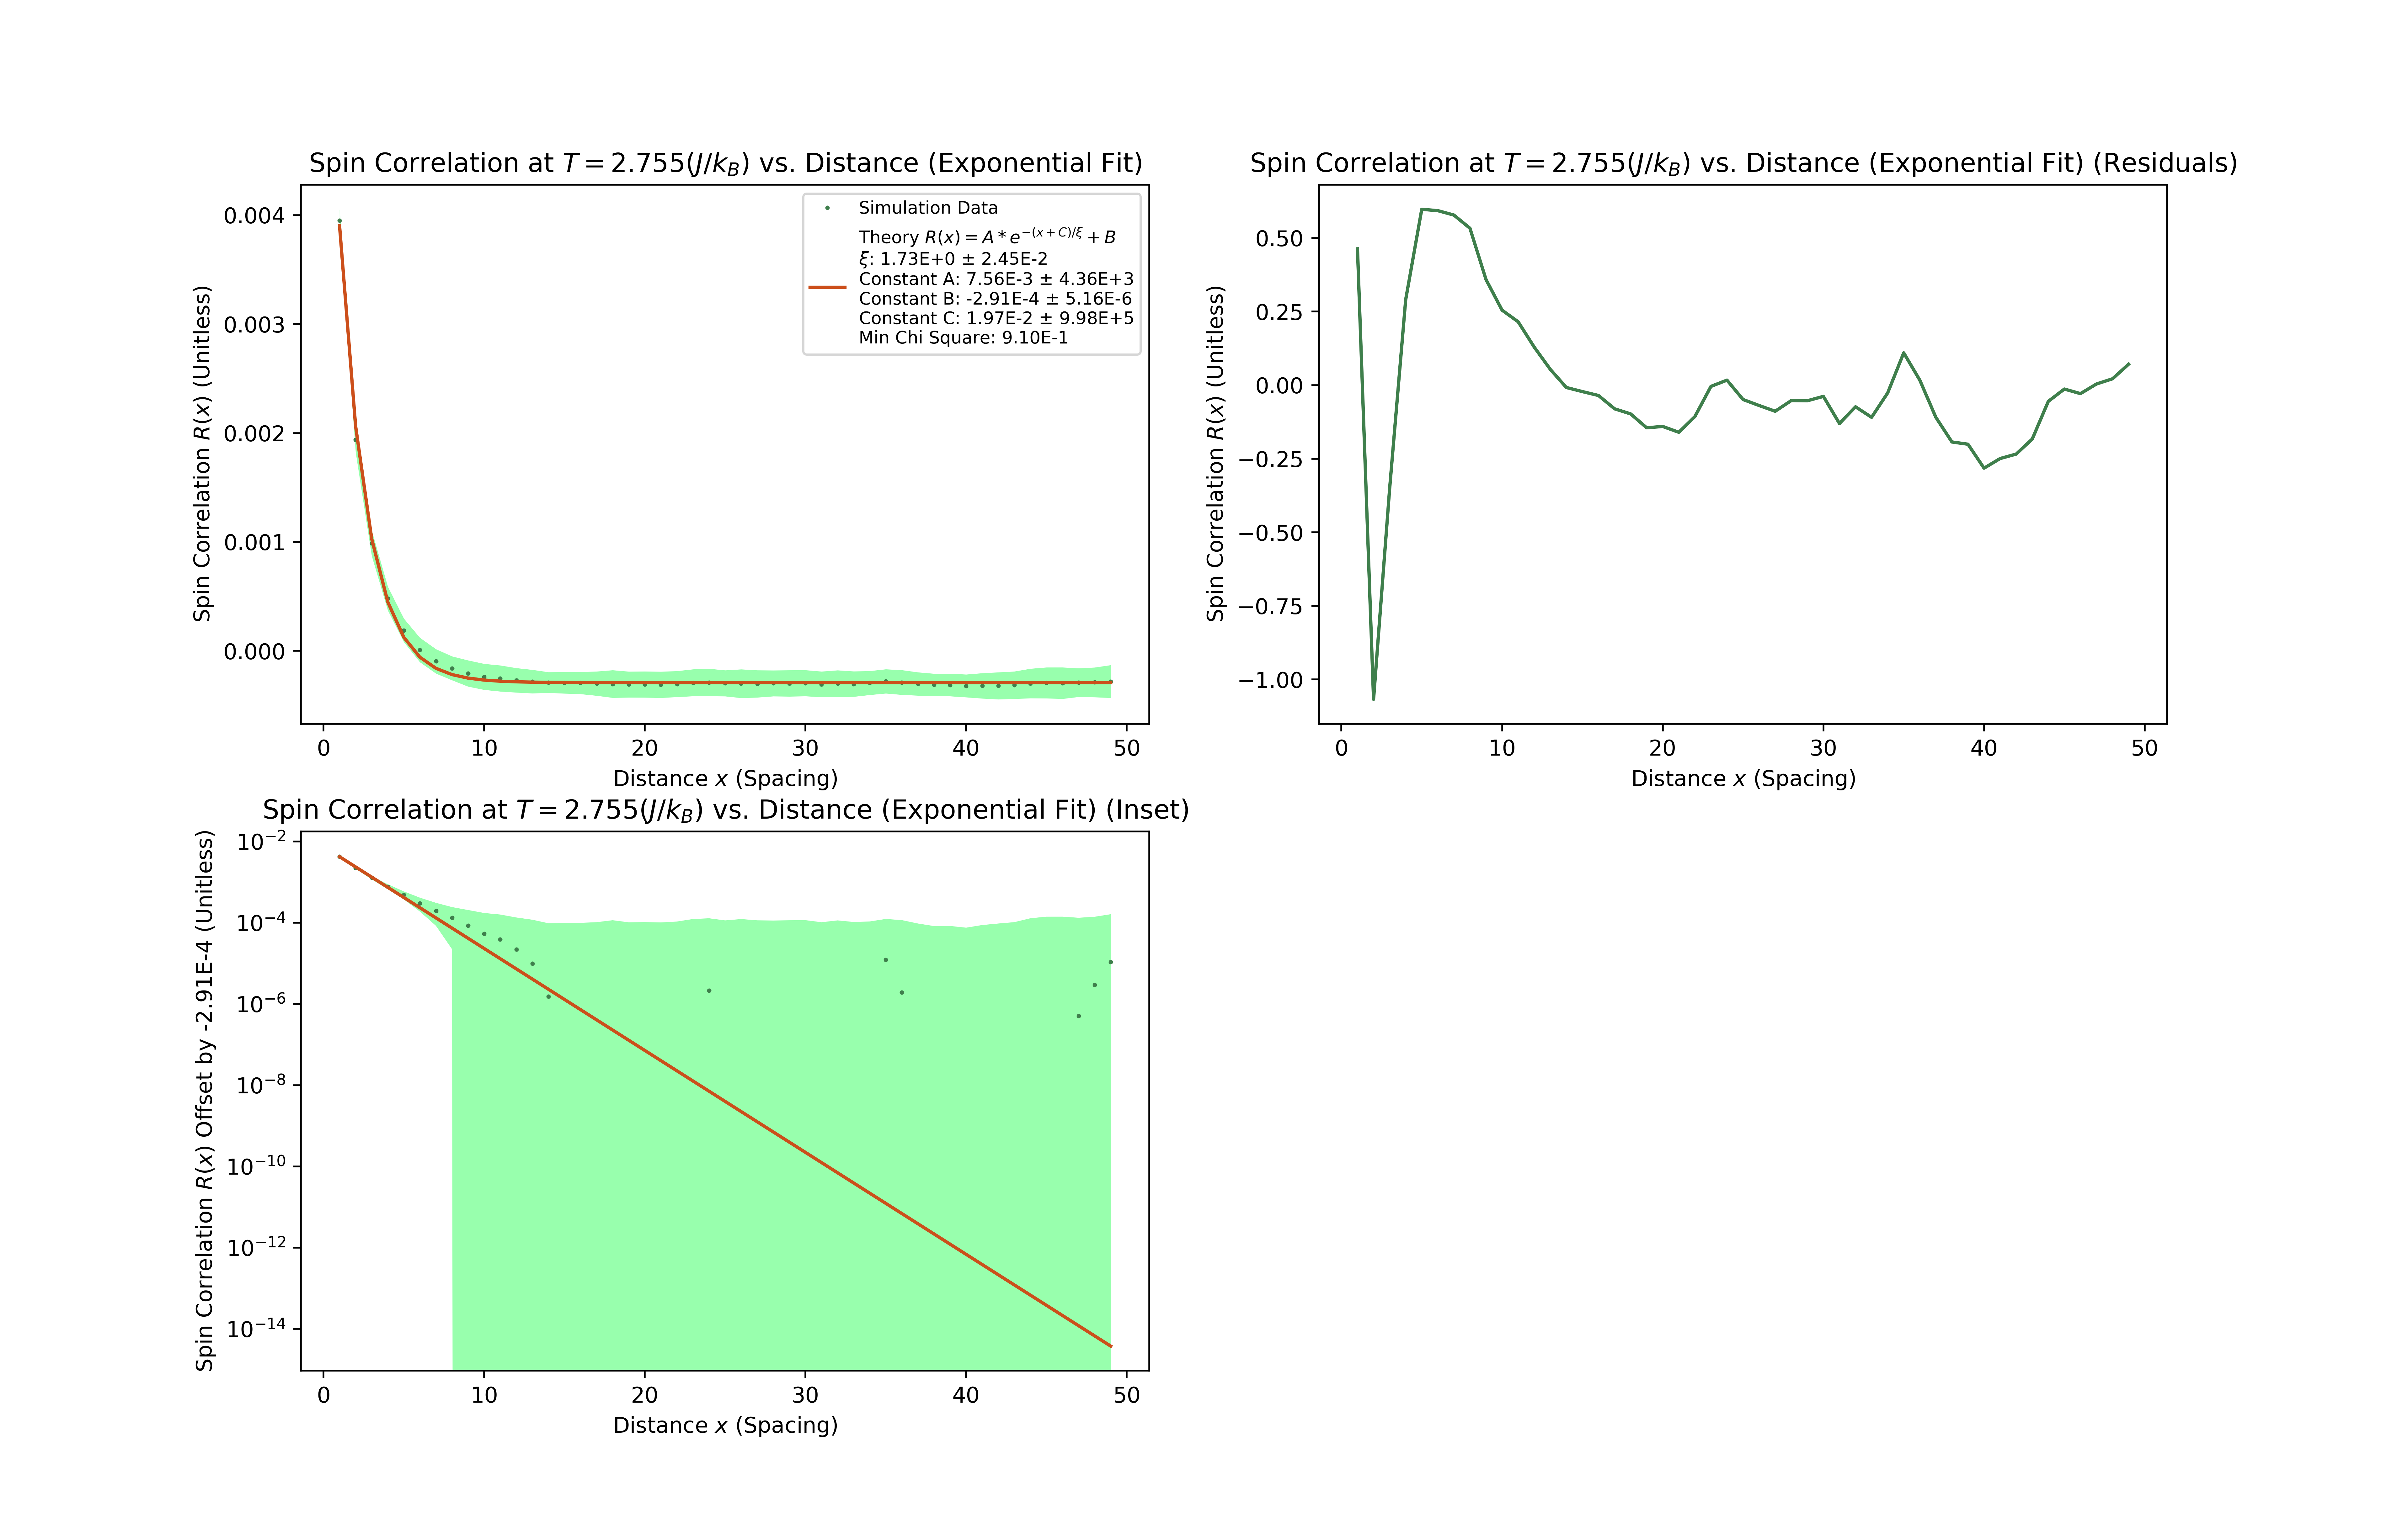 Spin Correlation at T = 2.755(J/k_B) vs. Distance (Exponential Fit)
Spin Correlation R(x) (Unitless)
0.004
0.003
0.002
0.001
0.000
Simulation Data
Theory R(x) = A * e^{-(x + C)/ξ} + B
ξ: 1.73E+0 ± 2.45E-2
Constant A: 7.56E-3 ± 4.36E+3
Constant B: -2.91E-4 ± 5.16E-6
Constant C: 1.97E-2 ± 9.98E+5
Min Chi Square: 9.10E-1
0 10 20 30 40 50
Distance x (Spacing)
Spin Correlation at T = 2.755(J/k_B) vs. Distance (Exponential Fit) (Residuals)
Spin Correlation R(x) (Unitless)
0.50
0.25
0.00
−0.25
−0.50
−0.75
−1.00
0 10 20 30 40 50
Distance x (Spacing)
Spin Correlation at T = 2.755(J/k_B) vs. Distance (Exponential Fit) (Inset)
Spin Correlation R(x) Offset by -2.91E-4 (Unitless)
10^{−2}
10^{−4}
10^{−6}
10^{−8}
10^{−10}
10^{−12}
10^{−14}
0 10 20 30 40 50
Distance x (Spacing)